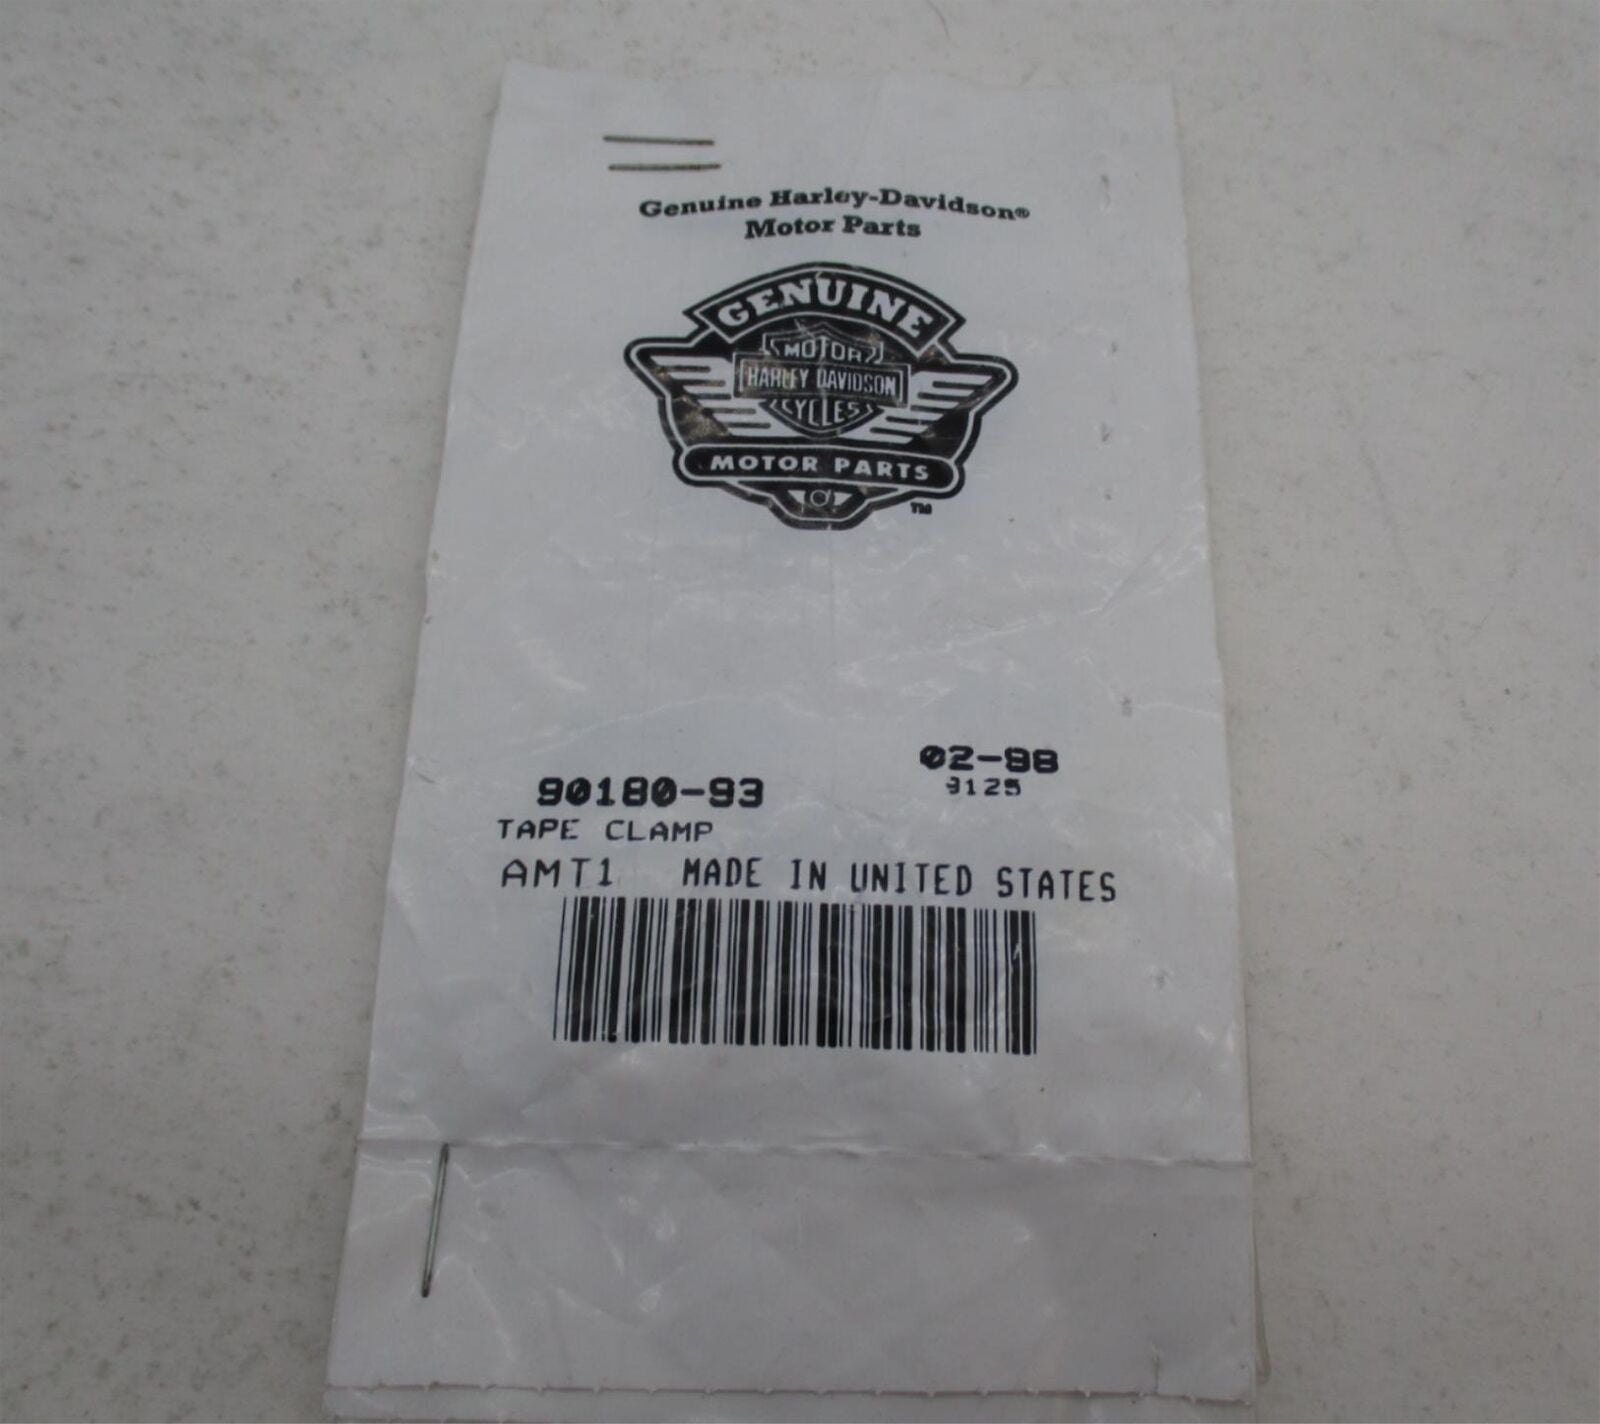 Genuine Harley-Davidson®
Motor Parts
GENUINE
MOTOR
HARLEY DAVIDSON
CYCLES
MOTOR PARTS
TM
02-98
90180-93
3125
TAPE CLAMP
AMT1 MADE IN UNITED STATES